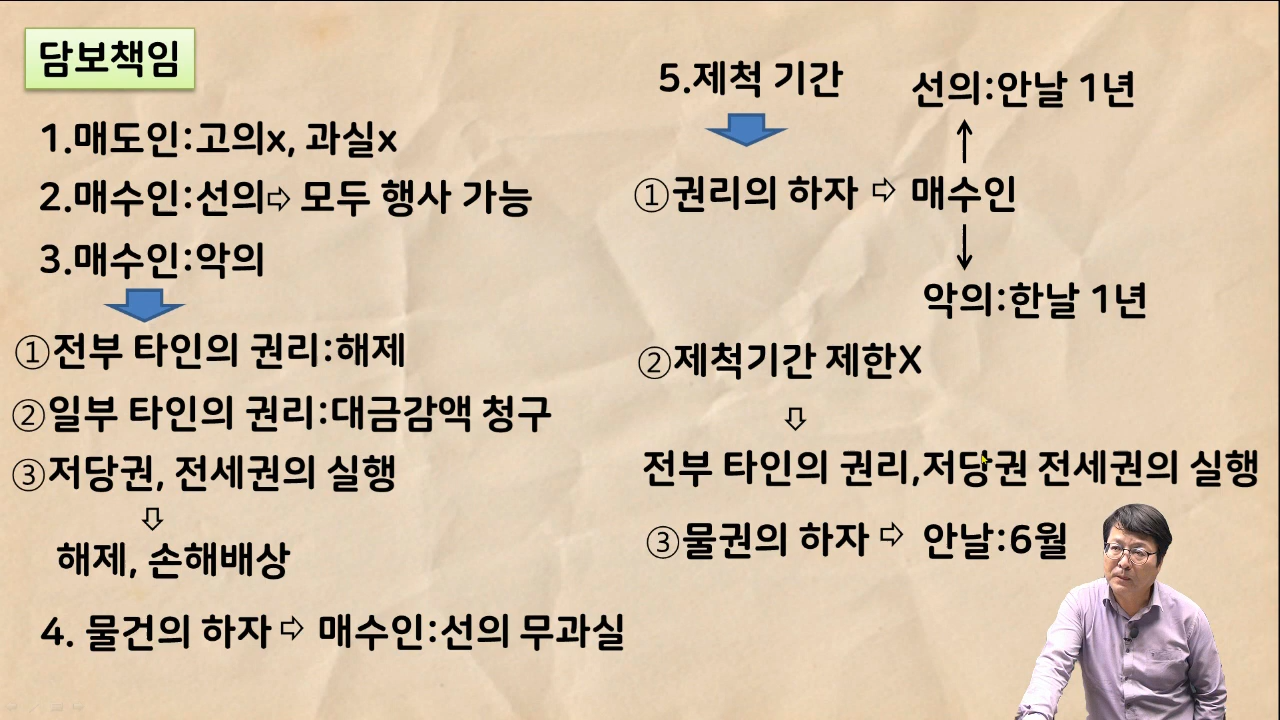 담보책임
1.매도인:고의x, 과실x
2.매수인:선의⇨ 모두 행사 가능
3.매수인:악의
①전부 타인의 권리:해제
②일부 타인의 권리:대금감액 청구
③저당권, 전세권의 실행
⇩
해제, 손해배상
4. 물건의 하자⇨ 매수인:선의 무과실
5.제척 기간
선의:안날 1년
①권리의 하자 ⇨ 매수인
악의:한날 1년
②제척기간 제한X
⇩
전부 타인의 권리,저당권 전세권의 실행
③물권의 하자⇨ 안날:6월